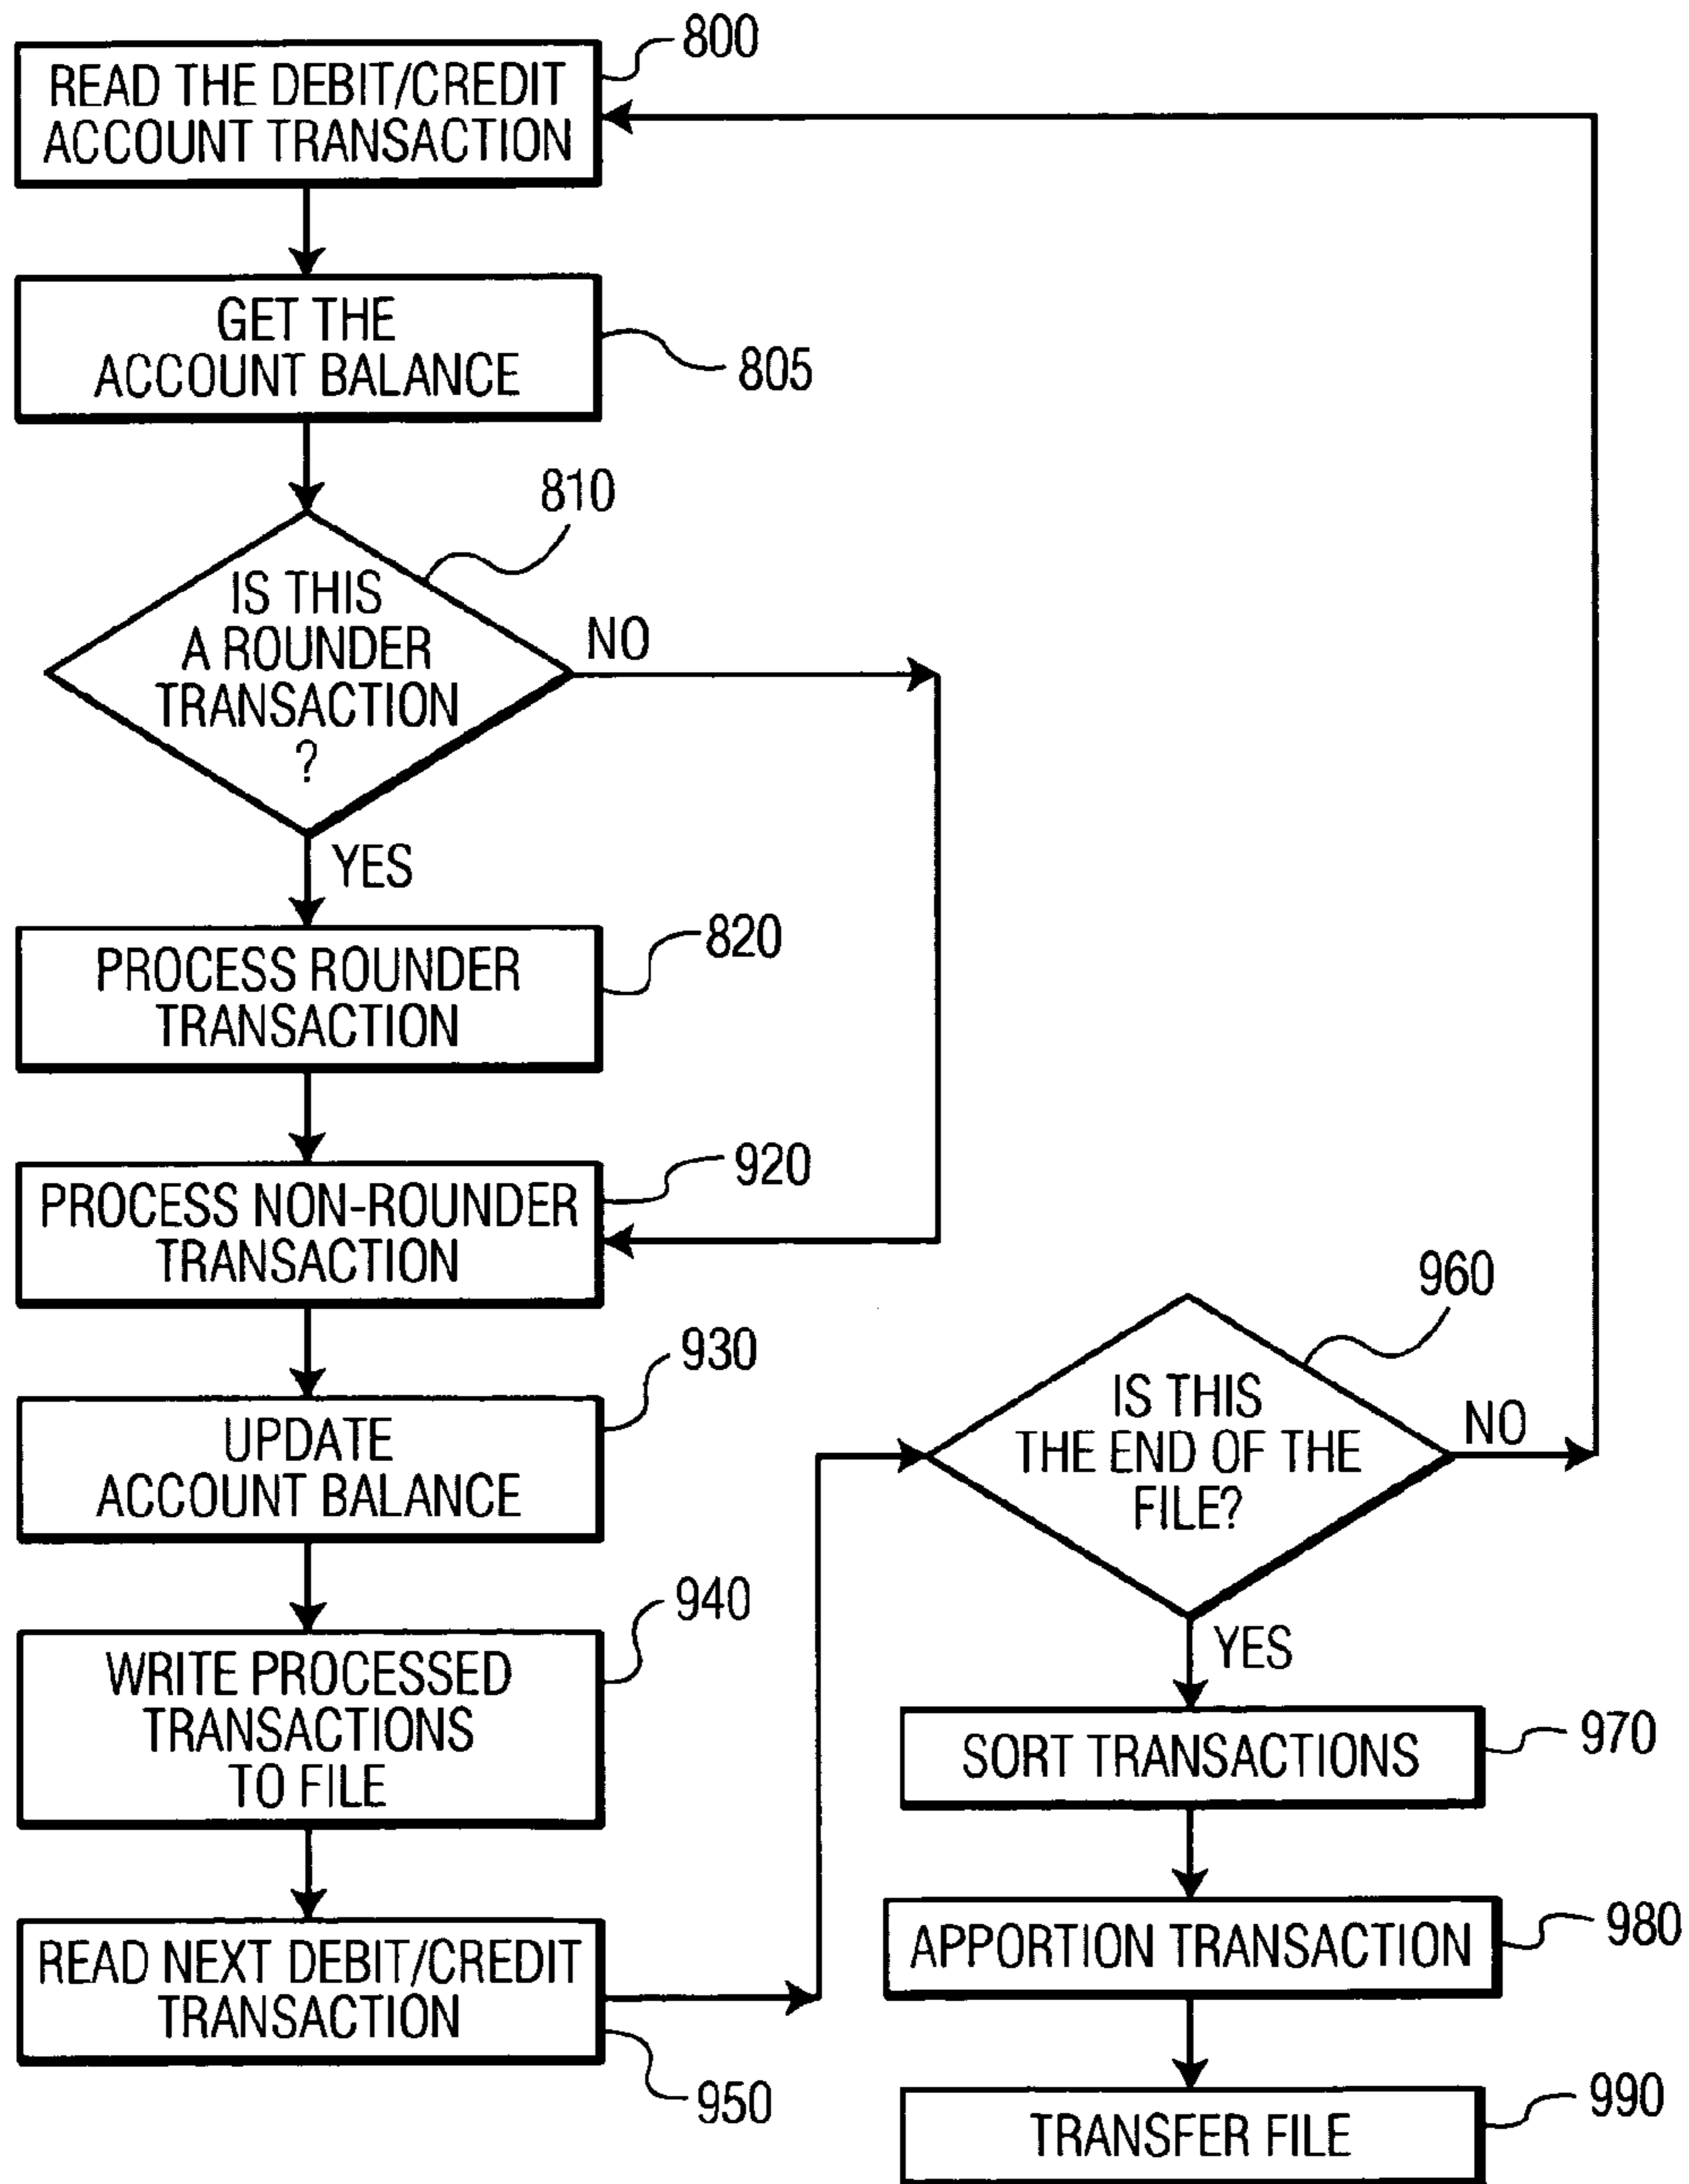 800
READ THE DEBIT/CREDIT
ACCOUNT TRANSACTION
GET THE
ACCOUNT BALANCE
805
810
IS THIS
A ROUNDER
TRANSACTION
?
NO
YES
820
PROCESS ROUNDER
TRANSACTION
920
PROCESS NON-ROUNDER
TRANSACTION
930
UPDATE
ACCOUNT BALANCE
940
WRITE PROCESSED
TRANSACTIONS
TO FILE
READ NEXT DEBIT/CREDIT
TRANSACTION
950
960
IS THIS
THE END OF THE
FILE?
NO
YES
SORT TRANSACTIONS
970
APPORTION TRANSACTION
980
TRANSFER FILE
990